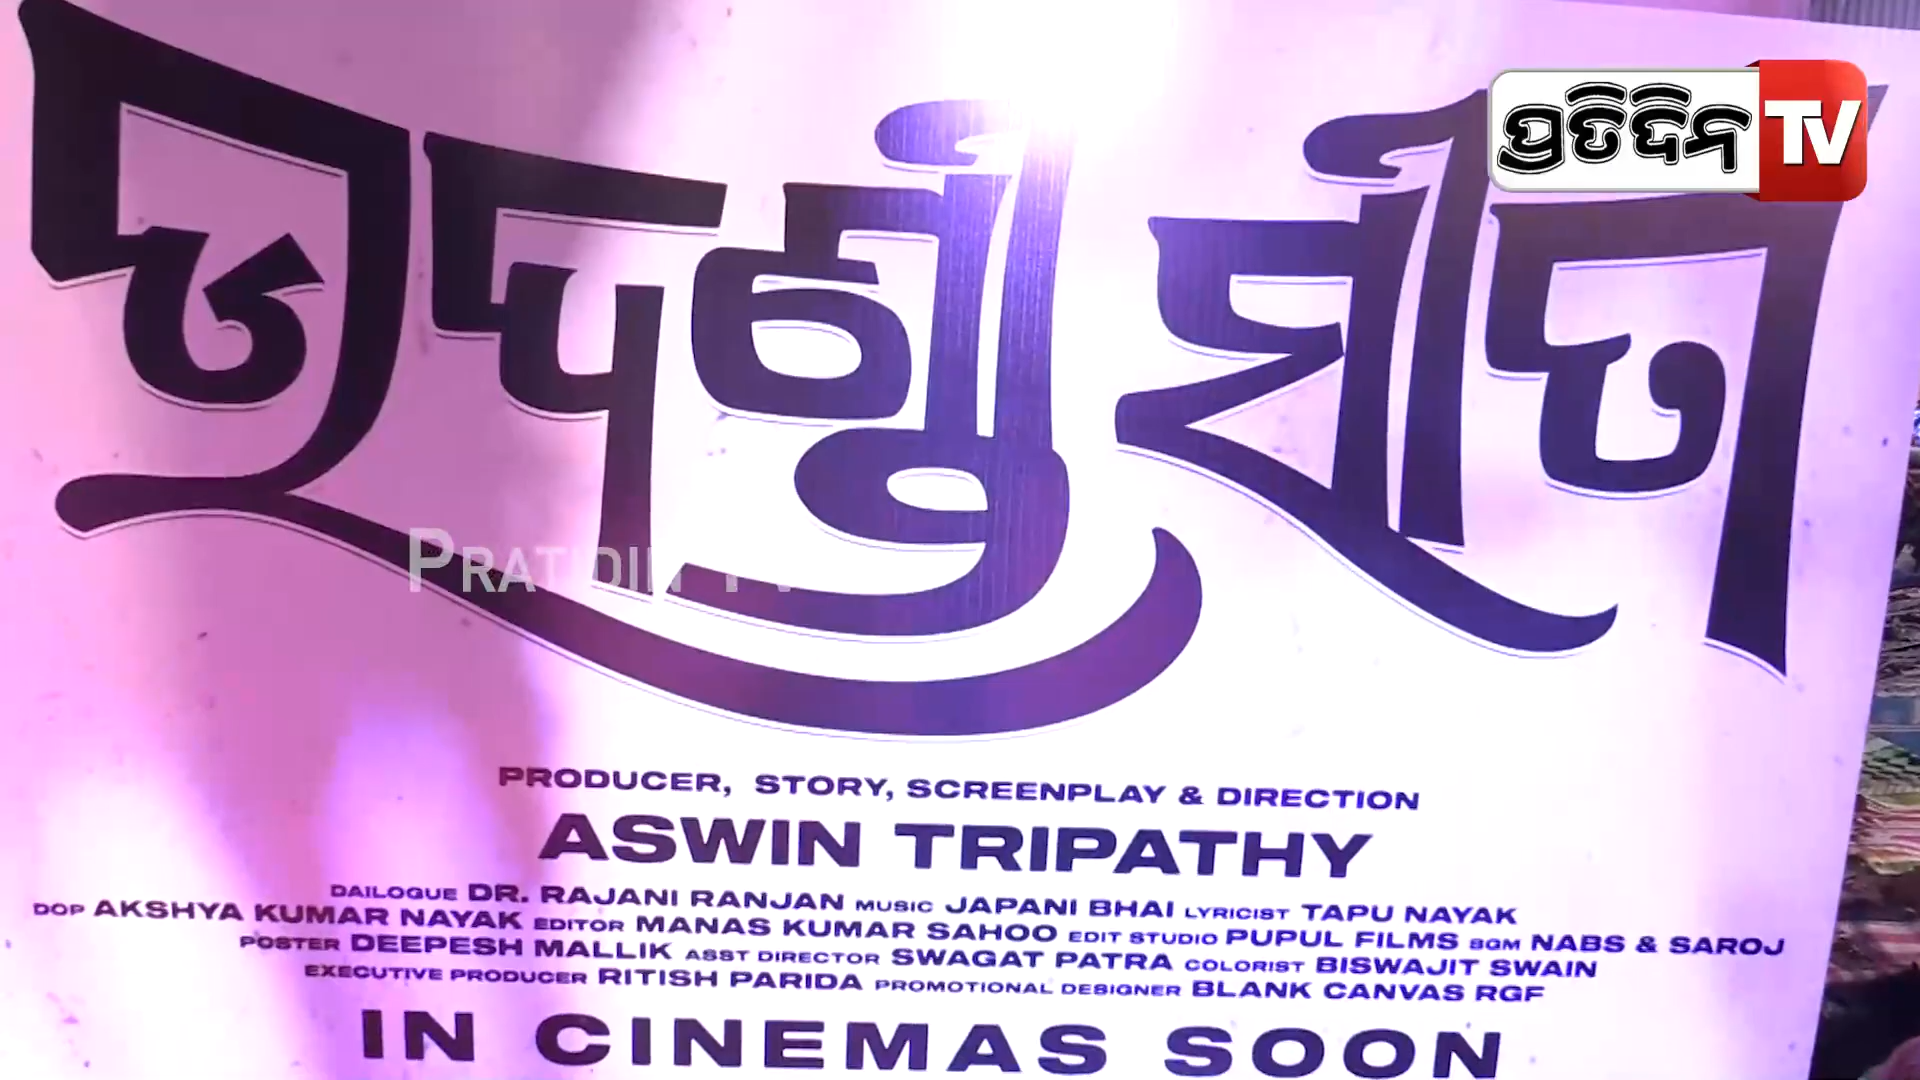 ପ୍ରତିଦିନ TV
ସୀତା
PRATIDIN TV
PRODUCER, STORY, SCREENPLAY & DIRECTION
ASWIN TRIPATHY
DAILOGUE DR. RAJANI RANJAN MUSIC JAPANI BHAI LYRICIST TAPU NAYAK
DOP AKSHYA KUMAR NAYAK EDITOR MANAS KUMAR SAHOO EDIT STUDIO PUPUL FILMS BGM NABS & SAROJ
POSTER DEEPESH MALLIK ASST DIRECTOR SWAGAT PATRA COLORIST BISWAJIT SWAIN
EXECUTIVE PRODUCER RITISH PARIDA PROMOTIONAL DESIGNER BLANK CANVAS RGF
IN CINEMAS SOON